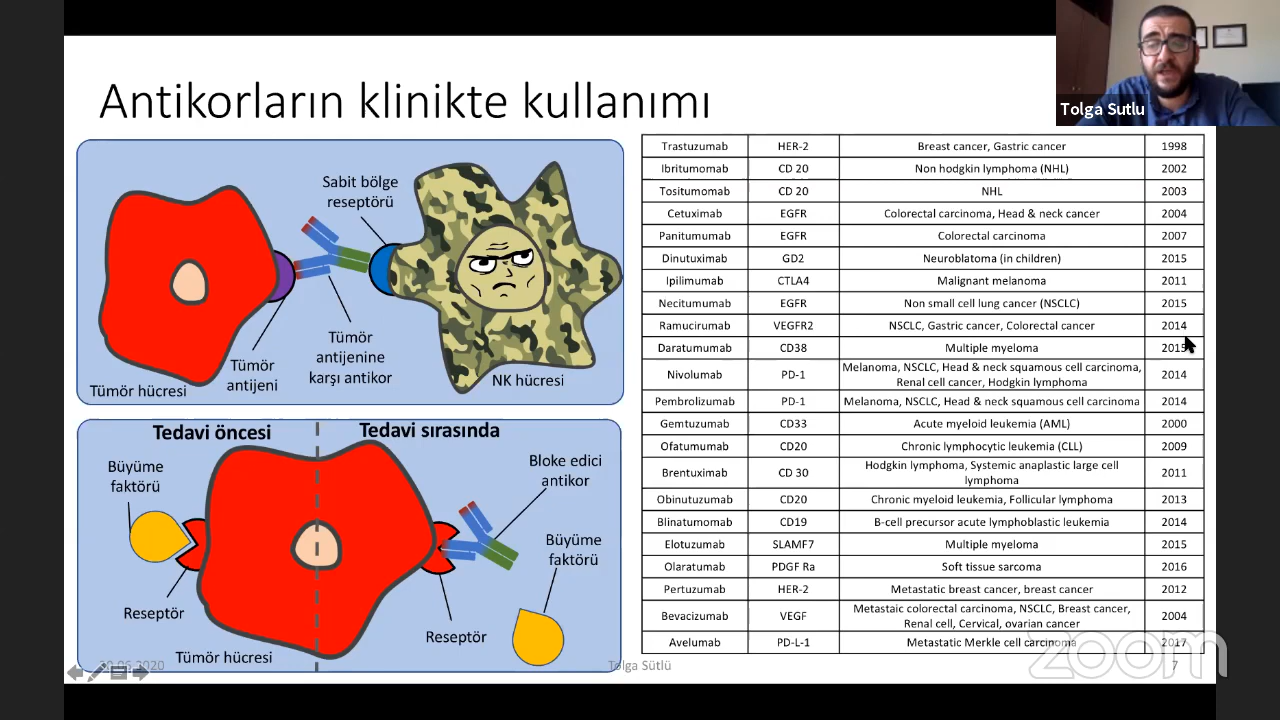 Tolga Sutlu
Antikorların klinikte kullanımı
Sabit bölge
reseptörü
Tümör
antijenine
karşı antikor
Tümör
antijeni
Tümör hücresi
NK hücresi
Tedavi öncesi
Tedavi sırasında
Büyüme
faktörü
Bloke edici
antikor
Büyüme
faktörü
Reseptör
Reseptör
Tümör hücresi
Trastuzumab HER-2 Breast cancer, Gastric cancer 1998
Ibritumomab CD 20 Non hodgkin lymphoma (NHL) 2002
Tositumomab CD 20 NHL 2003
Cetuximab EGFR Colorectal carcinoma, Head & neck cancer 2004
Panitumumab EGFR Colorectal carcinoma 2007
Dinutuximab GD2 Neuroblatoma (in children) 2015
Ipilimumab CTLA4 Malignant melanoma 2011
Necitumumab EGFR Non small cell lung cancer (NSCLC) 2015
Ramucirumab VEGFR2 NSCLC, Gastric cancer, Colorectal cancer 2014
Daratumumab CD38 Multiple myeloma 2015
Nivolumab PD-1 Melanoma, NSCLC, Head & neck squamous cell carcinoma, 2014
Renal cell cancer, Hodgkin lymphoma
Pembrolizumab PD-1 Melanoma, NSCLC, Head & neck squamous cell carcinoma 2014
Gemtuzumab CD33 Acute myeloid leukemia (AML) 2000
Ofatumumab CD20 Chronic lymphocytic leukemia (CLL) 2009
Brentuximab CD 30 Hodgkin lymphoma, Systemic anaplastic large cell 2011
lymphoma
Obinutuzumab CD20 Chronic myeloid leukemia, Follicular lymphoma 2013
Blinatumomab CD19 B-cell precursor acute lymphoblastic leukemia 2014
Elotuzumab SLAMF7 Multiple myeloma 2015
Olaratumab PDGF Ra Soft tissue sarcoma 2016
Pertuzumab HER-2 Metastatic breast cancer, breast cancer 2012
Bevacizumab VEGF Metastaic colorectal carcinoma, NSCLC, Breast cancer, 2004
Renal cell, Cervical, ovarian cancer
Avelumab PD-L-1 Metastatic Merkle cell carcinoma 2017
.06.2020
Tolga Sütlü
7
zoom